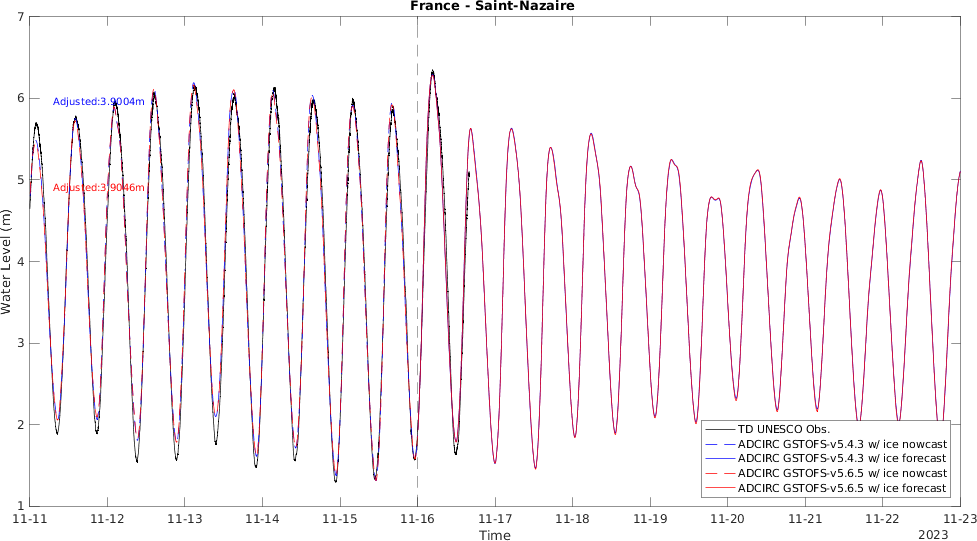 France - Saint-Nazaire
7
6
5
4
3
2
1
Water Level (m)
Adjusted:3.9004m
Adjusted:3.9046m
TD UNESCO Obs.
ADCIRC GSTOFS-v5.4.3 w/ ice nowcast
ADCIRC GSTOFS-v5.4.3 w/ ice forecast
ADCIRC GSTOFS-v5.6.5 w/ ice nowcast
ADCIRC GSTOFS-v5.6.5 w/ ice forecast
11-11 11-12 11-13 11-14 11-15 11-16 11-17 11-18 11-19 11-20 11-21 11-22 11-23
Time
2023